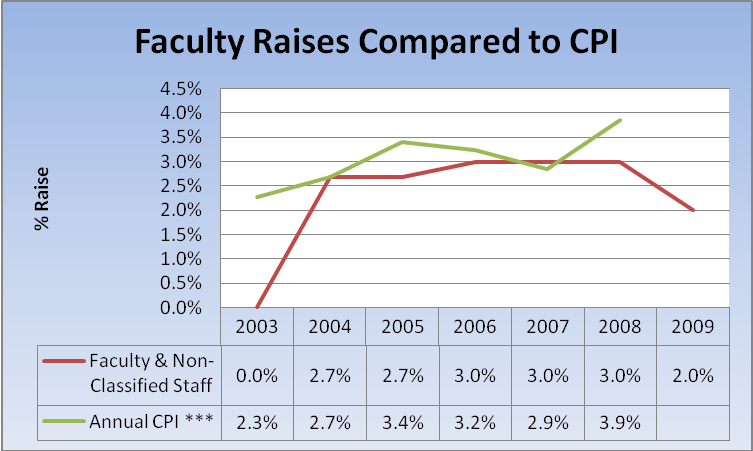 Faculty Raises Compared to CPI
% Raise
4.5%
4.0%
3.5%
3.0%
2.5%
2.0%
1.5%
1.0%
0.5%
0.0%
2003 2004 2005 2006 2007 2008 2009
Faculty & Non-
Classified Staff 0.0% 2.7% 2.7% 3.0% 3.0% 3.0% 2.0%
Annual CPI *** 2.3% 2.7% 3.4% 3.2% 2.9% 3.9%